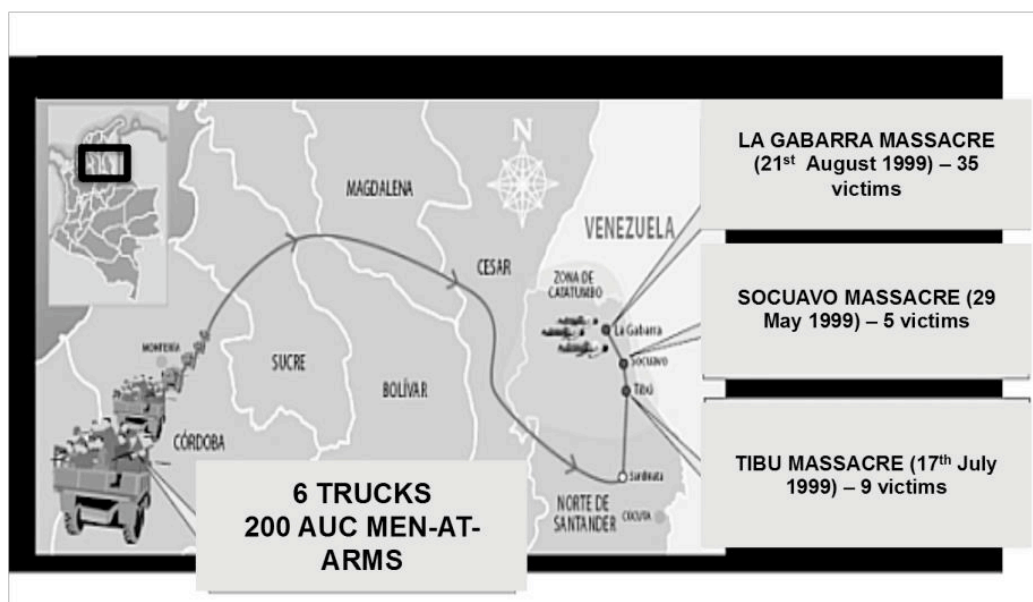 LA GABARRA MASSACRE
(21st August 1999) – 35
victims
SOCUAVO MASSACRE (29
May 1999) – 5 victims
TIBU MASSACRE (17th July
1999) – 9 victims
6 TRUCKS
200 AUC MEN-AT-
ARMS
N
MAGDALENA
VENEZUELA
CESAR
ZONA DE
CATATUMBO
La Gabarra
Socuavo
Tibú
MONTERÍA
SUCRE
BOLÍVAR
CÓRDOBA
Sardinata
NORTE DE
SANTANDER
CÚCUTA